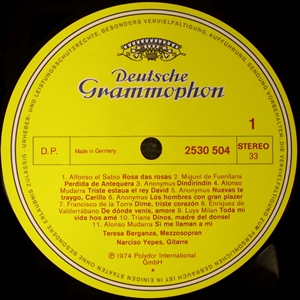 Deutsche
Grammophon
1
D.P.
Made in Germany
2530 504
STEREO
33
1. Alfonso el Sabio Rosa das rosas 2. Miguel de Fuenllana
Perdida de Antequera 3. Anonymus Dindirindin 4. Alonso
Mudarra Triste estaua el rey David 5. Anonymus Nuevas te
traygo, Carillo 6. Anonymus Los hombres con gran plazer
7. Francisco de la Torre Dime, triste corazón 8. Enríquez de
Valderrábano De dónde venís, amore 9. Luys Milan Toda mi
vida hos amé 10. Triana Dinos, madre del donsel
11. Alonso Mudarra Si me llaman a mi
Teresa Berganza, Mezzosopran
Narciso Yepes, Gitarre
℗ 1974 Polydor International
GmbH